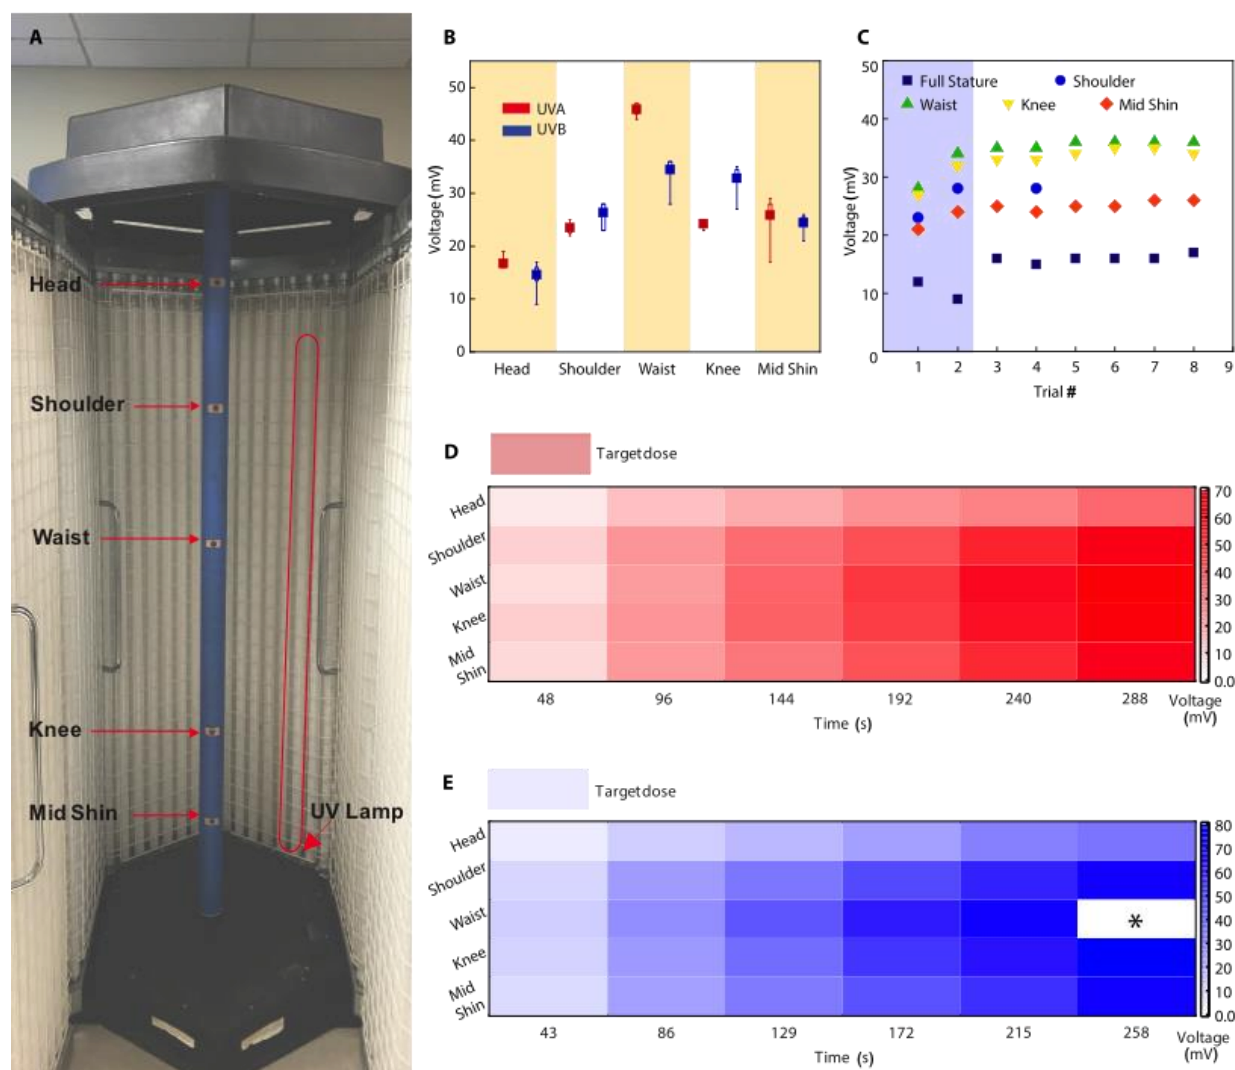 A
Head
Shoulder
Waist
Knee
Mid Shin
UV Lamp
B
Voltage (mV)
50
40
30
20
10
0
UVA
UVB
Head Shoulder Waist Knee Mid Shin
C
Voltage (mV)
50
40
30
20
10
0
Full Stature Shoulder
Waist Knee Mid Shin
1 2 3 4 5 6 7 8 9
Trial #
D
Targetdose
Head
Shoulder
Waist
Knee
Mid
Shin
48 96 144 192 240 288
Time (s)
70
60
50
40
30
20
10
0.0
Voltage
(mV)
E
Targetdose
Head
Shoulder
Waist
Knee
Mid
Shin
*
43 86 129 172 215 258
Time (s)
80
70
60
50
40
30
20
10
0.0
Voltage
(mV)